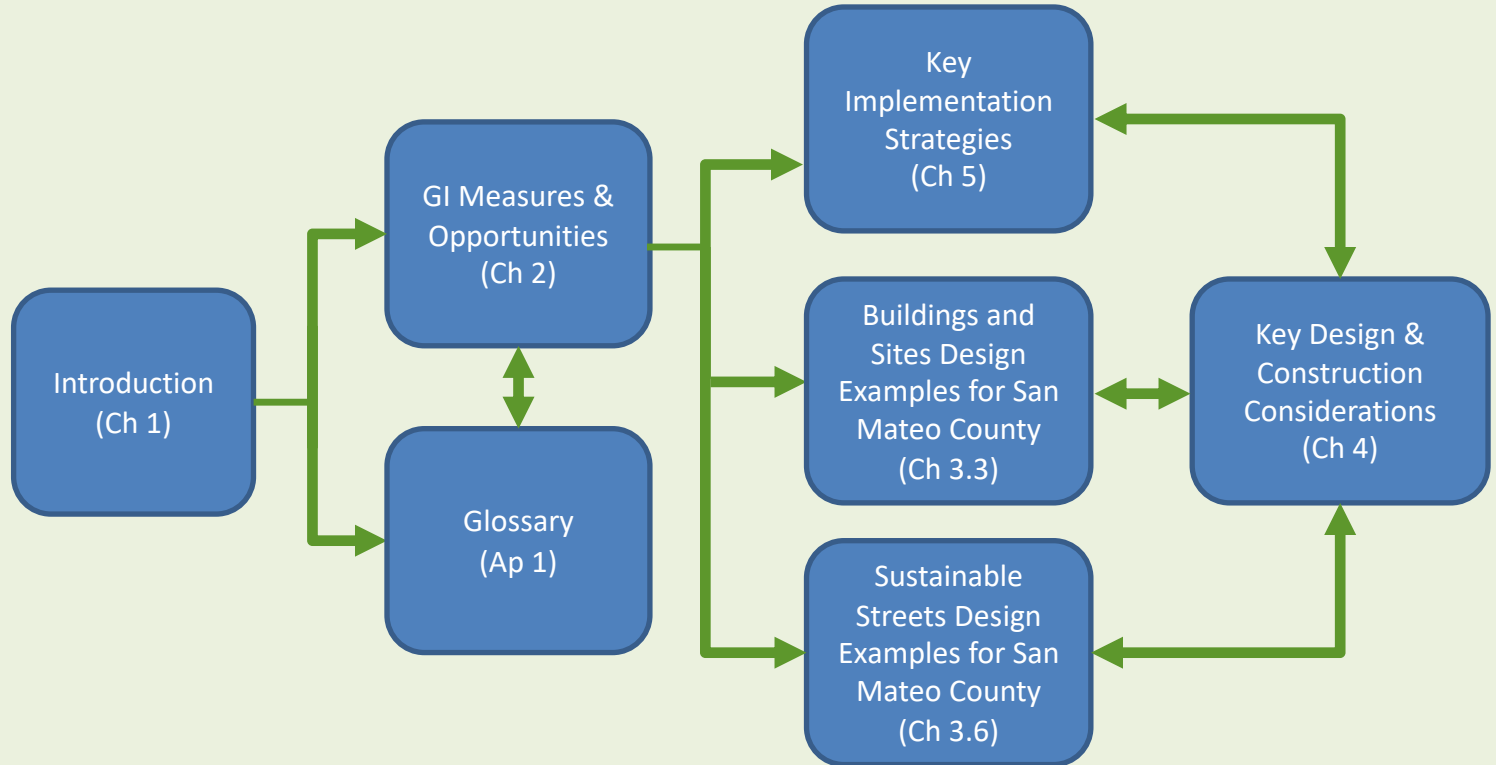 Introduction
(Ch 1)
GI Measures &
Opportunities
(Ch 2)
Glossary
(Ap 1)
Key
Implementation
Strategies
(Ch 5)
Buildings and
Sites Design
Examples for San
Mateo County
(Ch 3.3)
Sustainable
Streets Design
Examples for San
Mateo County
(Ch 3.6)
Key Design &
Construction
Considerations
(Ch 4)